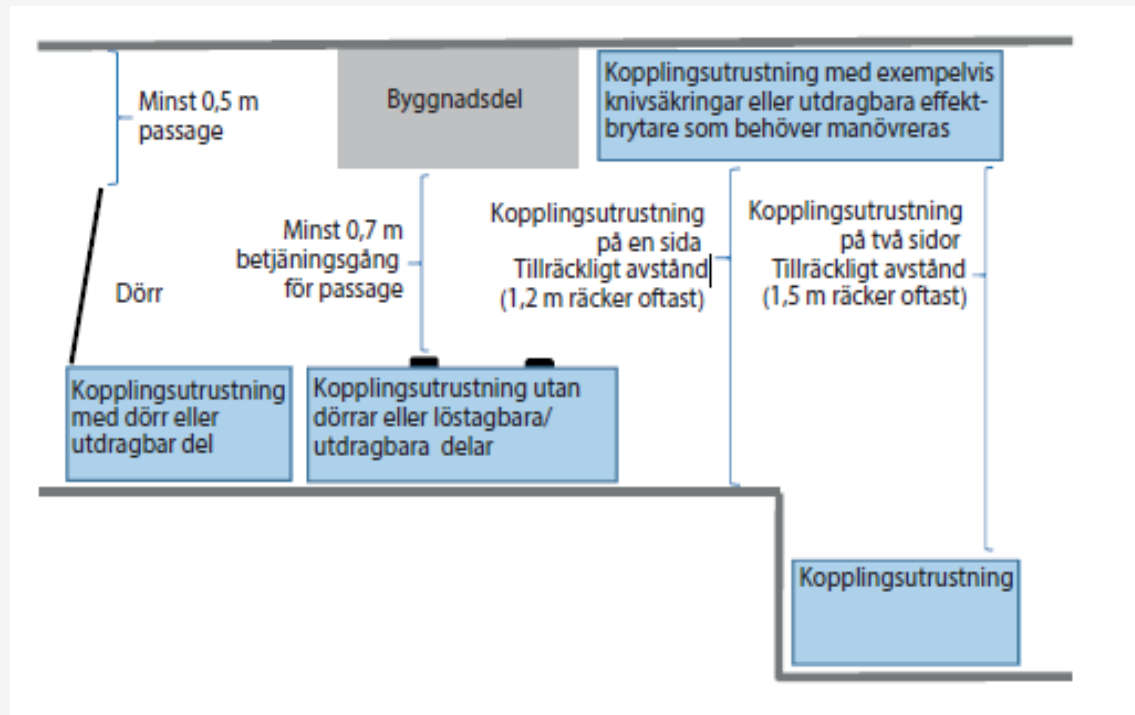 Minst 0,5 m
passage
Byggnadsdel
Kopplingsutrustning med exempelvis
knivsäkringar eller utdragbara effekt-
brytare som behöver manövreras
Minst 0,7 m
betjäningsgång
för passage
Kopplingsutrustning
på en sida
Tillräckligt avstånd
(1,2 m räcker oftast)
Kopplingsutrustning
på två sidor
Tillräckligt avstånd
(1,5 m räcker oftast)
Dörr
Kopplingsutrustning
med dörr eller
utdragbar del
Kopplingsutrustning utan
dörrar eller löstagbara/
utdragbara delar
Kopplingsutrustning